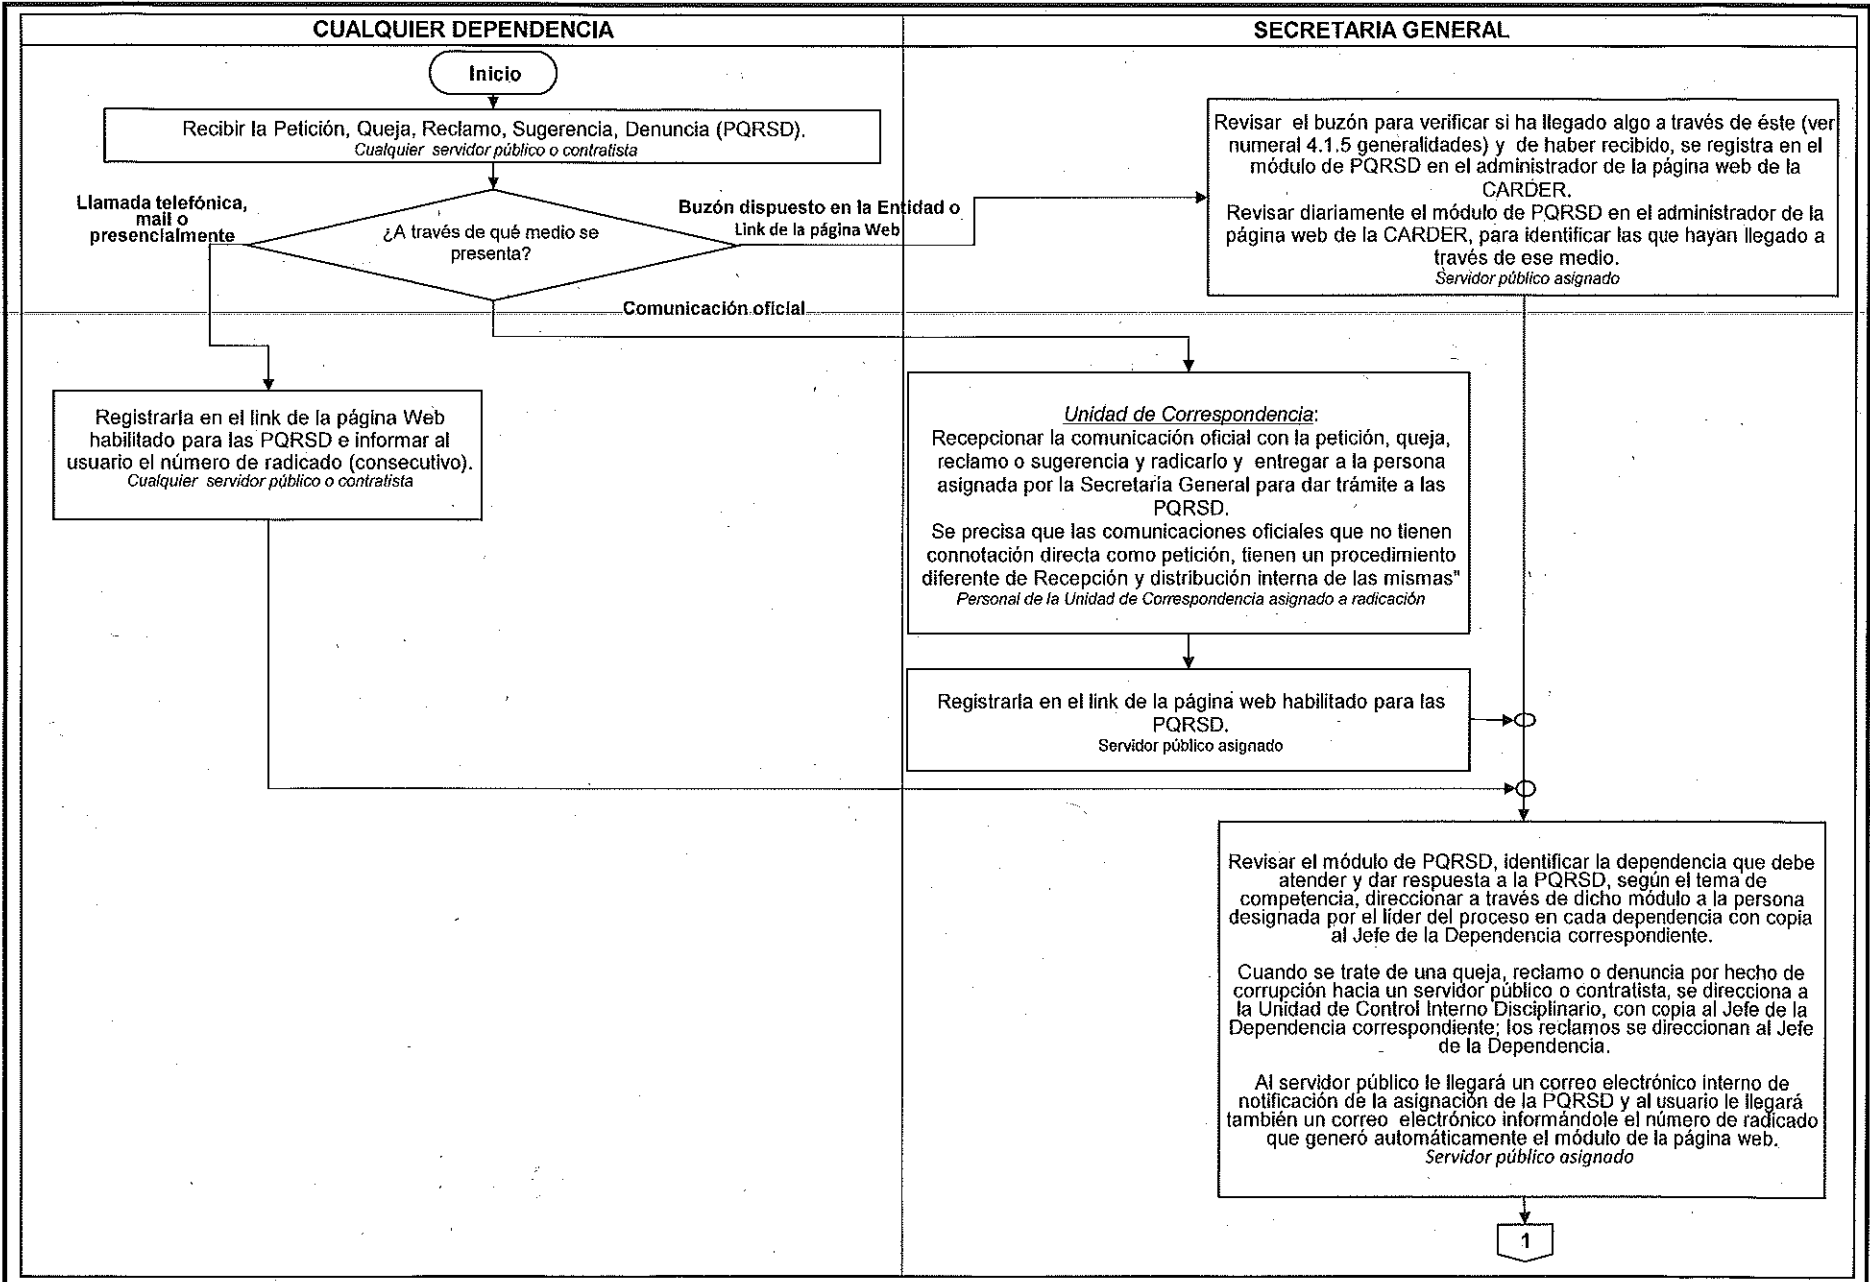 CUALQUIER DEPENDENCIA
SECRETARIA GENERAL
Inicio
Recibir la Petición, Queja, Reclamo, Sugerencia, Denuncia (PQRSD).
Cualquier servidor público o contratista
¿A través de qué medio se
presenta?
Llamada telefónica,
mail o
presencialmente
Buzón dispuesto en la Entidad o
Link de la página Web
Comunicación oficial
Revisar el buzón para verificar si ha llegado algo a través de éste (ver
numeral 4.1.5 generalidades) y de haber recibido, se registra en el
módulo de PQRSD en el administrador de la página web de la
CARDER.
Revisar diariamente el módulo de PQRSD en el administrador de la
página web de la CARDER, para identificar las que hayan llegado a
través de ese medio.
Servidor público asignado
Registrarla en el link de la página Web
habilitado para las PQRSD e informar al
usuario el número de radicado (consecutivo).
Cualquier servidor público o contratista
Unidad de Correspondencia:
Recepcionar la comunicación oficial con la petición, queja,
reclamo o sugerencia y radicarlo y entregar a la persona
asignada por la Secretaría General para dar trámite a las
PQRSD.
Se precisa que las comunicaciones oficiales que no tienen
connotación directa como petición, tienen un procedimiento
diferente de Recepción y distribución interna de las mismas"
Personal de la Unidad de Correspondencia asignado a radicación
Registrarla en el link de la página web habilitado para las
PQRSD.
Servidor público asignado
Revisar el módulo de PQRSD, identificar la dependencia que debe
atender y dar respuesta a la PQRSD, según el tema de
competencia, direccionar a través de dicho módulo a la persona
designada por el líder del proceso en cada dependencia con copia
al Jefe de la Dependencia correspondiente.
Cuando se trate de una queja, reclamo o denuncia por hecho de
corrupción hacia un servidor público o contratista, se direcciona a
la Unidad de Control Interno Disciplinario, con copia al Jefe de la
Dependencia correspondiente; los reclamos se direccionan al Jefe
de la Dependencia.
Al servidor público le llegará un correo electrónico interno de
notificación de la asignación de la PQRSD y al usuario le llegará
también un correo electrónico informándole el número de radicado
que generó automáticamente el módulo de la página web.
Servidor público asignado
1